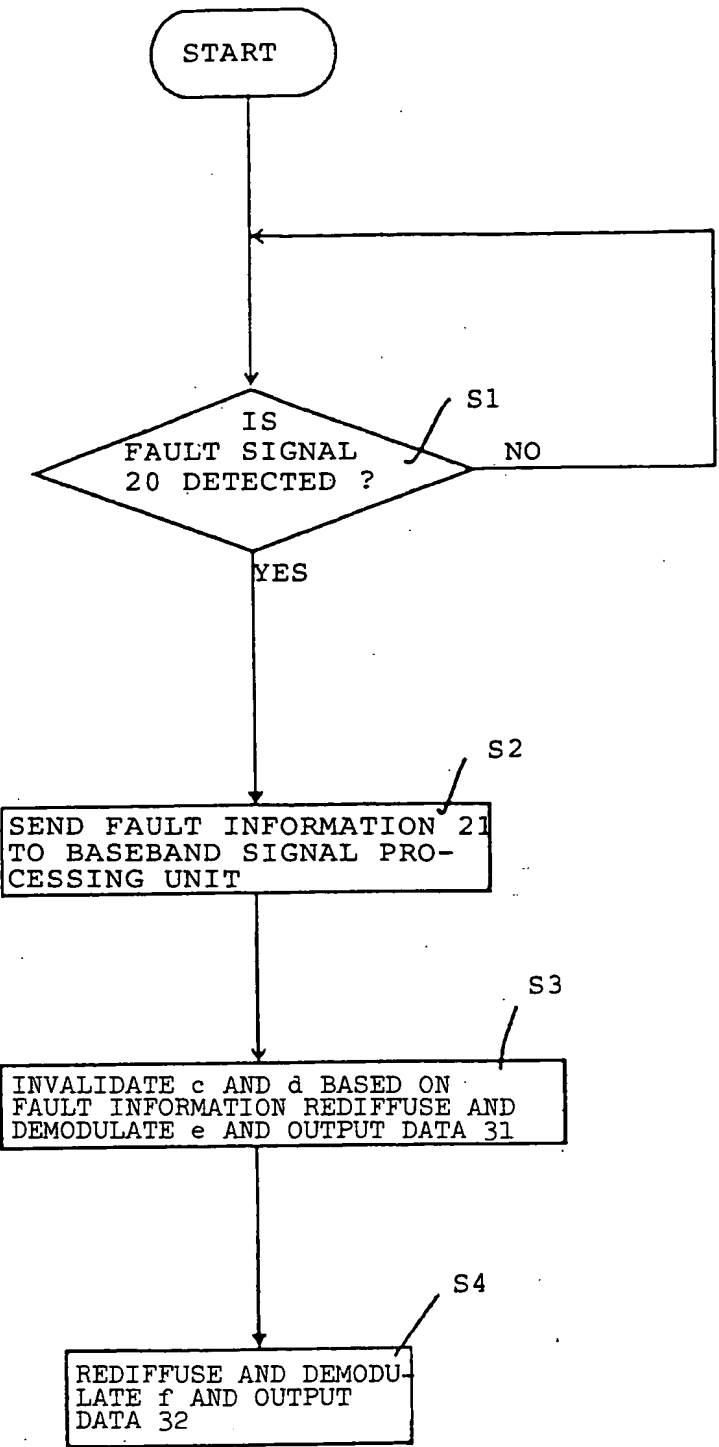 START
S1
IS
FAULT SIGNAL
20 DETECTED ?
NO
YES
S2
SEND FAULT INFORMATION 21
TO BASEBAND SIGNAL PRO-
CESSING UNIT
S3
INVALIDATE c AND d BASED ON
FAULT INFORMATION REDIFFUSE AND
DEMODULATE e AND OUTPUT DATA 31
S4
REDIFFUSE AND DEMODU-
LATE f AND OUTPUT
DATA 32